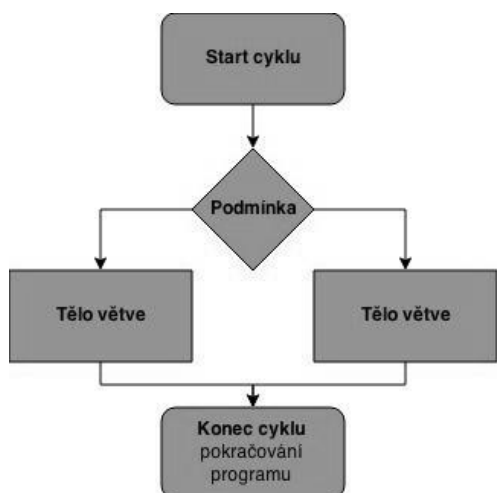 Start cyklu
Podmínka
Tělo větve
Tělo větve
Konec cyklu
pokračování
programu